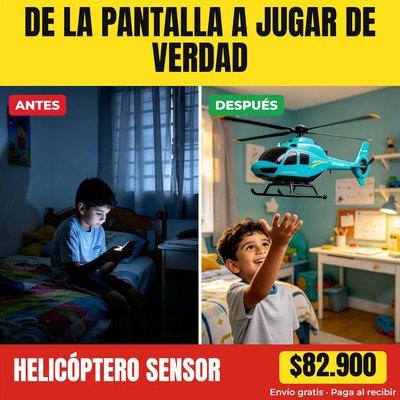 DE LA PANTALLA A JUGAR DE
VERDAD
ANTES
DESPUÉS
HELICÓPTERO SENSOR
$82.900
Envío gratis · Paga al recibir